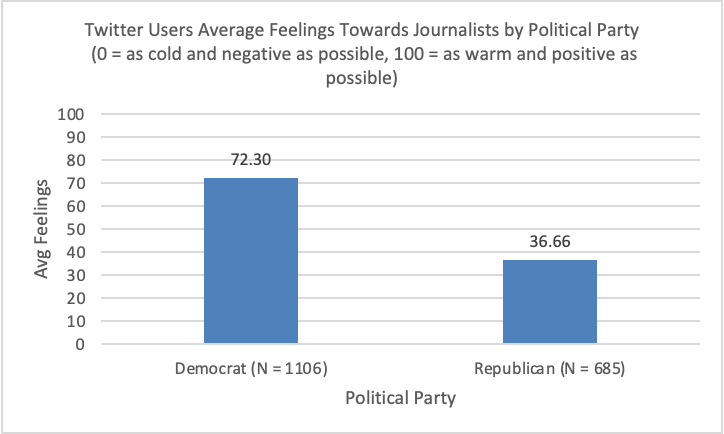 Twitter Users Average Feelings Towards Journalists by Political Party
(0 = as cold and negative as possible, 100 = as warm and positive as
possible)
100
90
80
70
60
50
40
30
20
10
0
Avg Feelings
72.30
36.66
Democrat (N = 1106)
Republican (N = 685)
Political Party